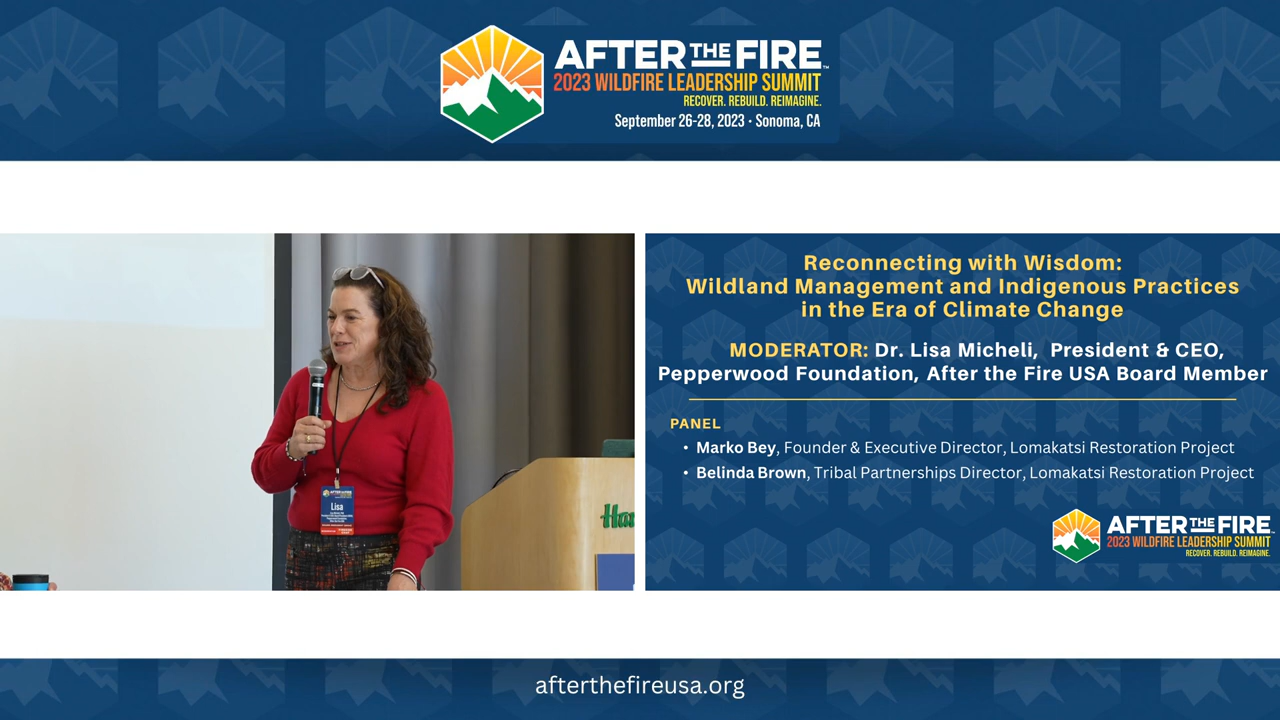 AFTER THE FIRE™
2023 WILDFIRE LEADERSHIP SUMMIT
RECOVER. REBUILD. REIMAGINE.
September 26-28, 2023 • Sonoma, CA
Lisa
Reconnecting with Wisdom:
Wildland Management and Indigenous Practices
in the Era of Climate Change
MODERATOR: Dr. Lisa Micheli, President & CEO,
Pepperwood Foundation, After the Fire USA Board Member
PANEL
• Marko Bey, Founder & Executive Director, Lomakatsi Restoration Project
• Belinda Brown, Tribal Partnerships Director, Lomakatsi Restoration Project
AFTER THE FIRE™
2023 WILDFIRE LEADERSHIP SUMMIT
RECOVER. REBUILD. REIMAGINE.
afterthefireusa.org